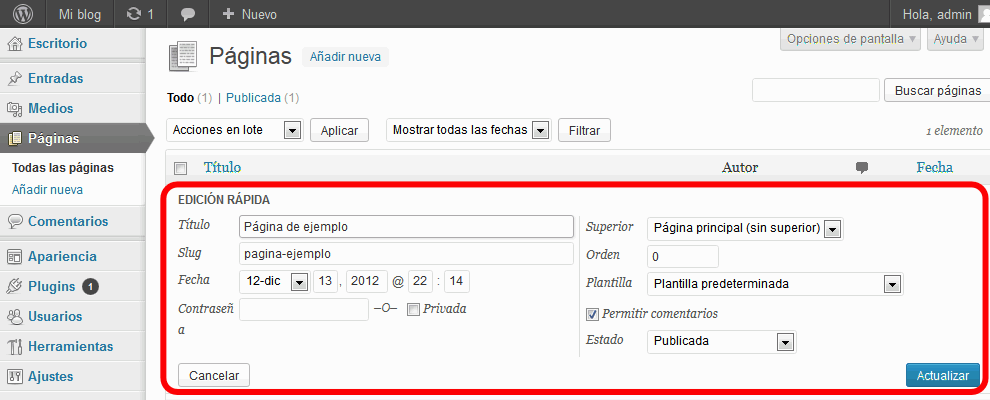 Mi blog 1 Nuevo Hola, admin
Escritorio
Entradas
Medios
Páginas
Todas las páginas
Añadir nueva
Comentarios
Apariencia
Plugins 1
Usuarios
Herramientas
Ajustes
Opciones de pantalla Ayuda
Páginas Añadir nueva
Todo (1) | Publicada (1)
Buscar páginas
Acciones en lote Aplicar Mostrar todas las fechas Filtrar 1 elemento
Título Autor Fecha
EDICIÓN RÁPIDA
Título Página de ejemplo
Slug pagina-ejemplo
Fecha 12-dic 13 , 2012 @ 22 : 14
Contraseñ
a
–O– Privada
Superior Página principal (sin superior)
Orden 0
Plantilla Plantilla predeterminada
Permitir comentarios
Estado Publicada
Cancelar Actualizar